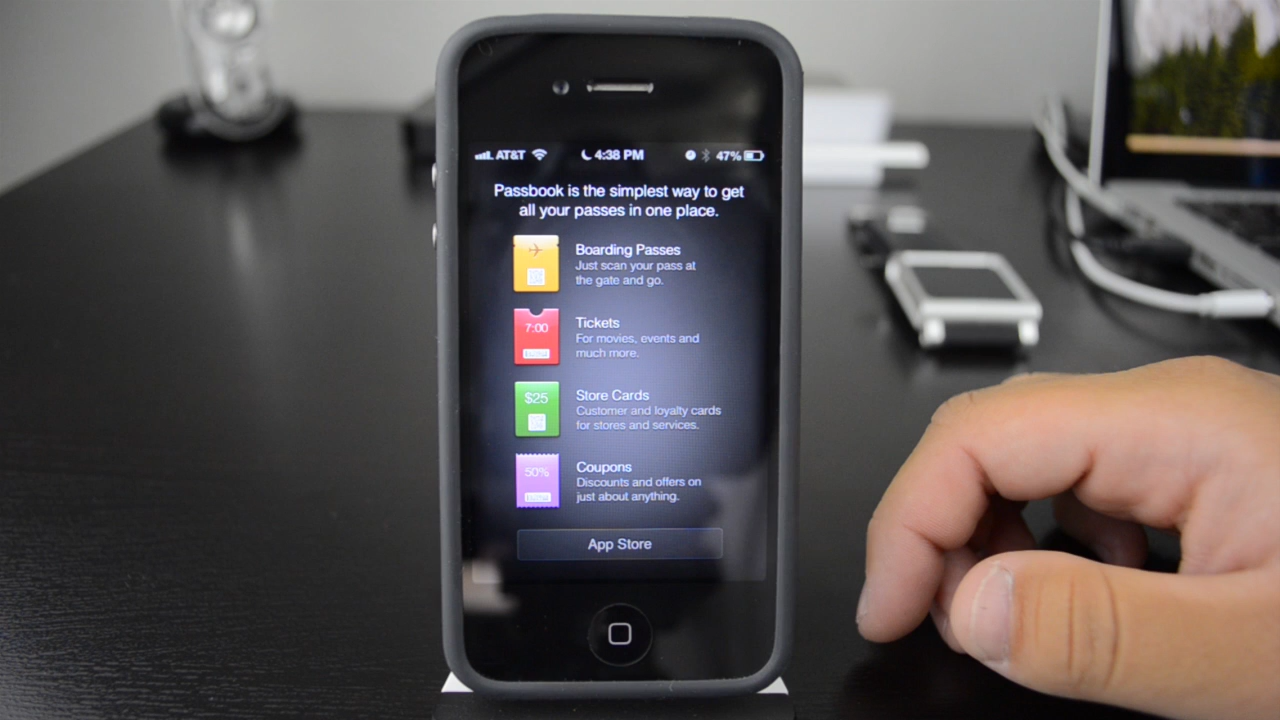 AT&T 4:38 PM 47%
Passbook is the simplest way to get
all your passes in one place.
Boarding Passes
Just scan your pass at
the gate and go.
7:00
Tickets
For movies, events and
much more.
$25
Store Cards
Customer and loyalty cards
for stores and services.
50%
Coupons
Discounts and offers on
just about anything.
App Store